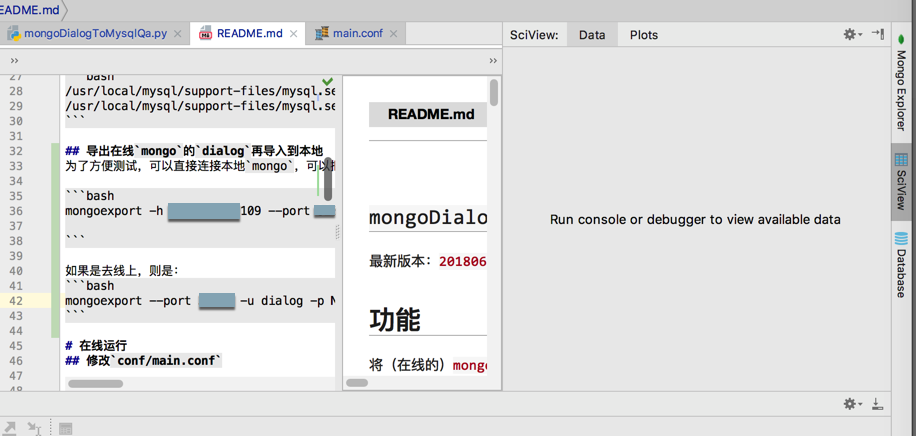 EADME.md
mongoDialogToMysqlQa.py
README.md
main.conf
SciView:
Data
Plots
27 ```bash
28 /usr/local/mysql/support-files/mysql.se
29 /usr/local/mysql/support-files/mysql.se
30 ```
31
32 ## 导出在线`mongo`的`dialog`再导入到本地
33 为了方便测试，可以直接连接本地`mongo`，可以
34
35 ```bash
36 mongoexport -h 109 --port
37
38 ```
39
40 如果是去线上，则是：
41 ```bash
42 mongoexport --port -u dialog -p N
43 ```
44
45 # 在线运行
46 ## 修改`conf/main.conf`
47
48
README.md
mongoDialo
最新版本：201806
功能
将（在线的）mong
Run console or debugger to view available data
Mongo Explorer
SciView
Database